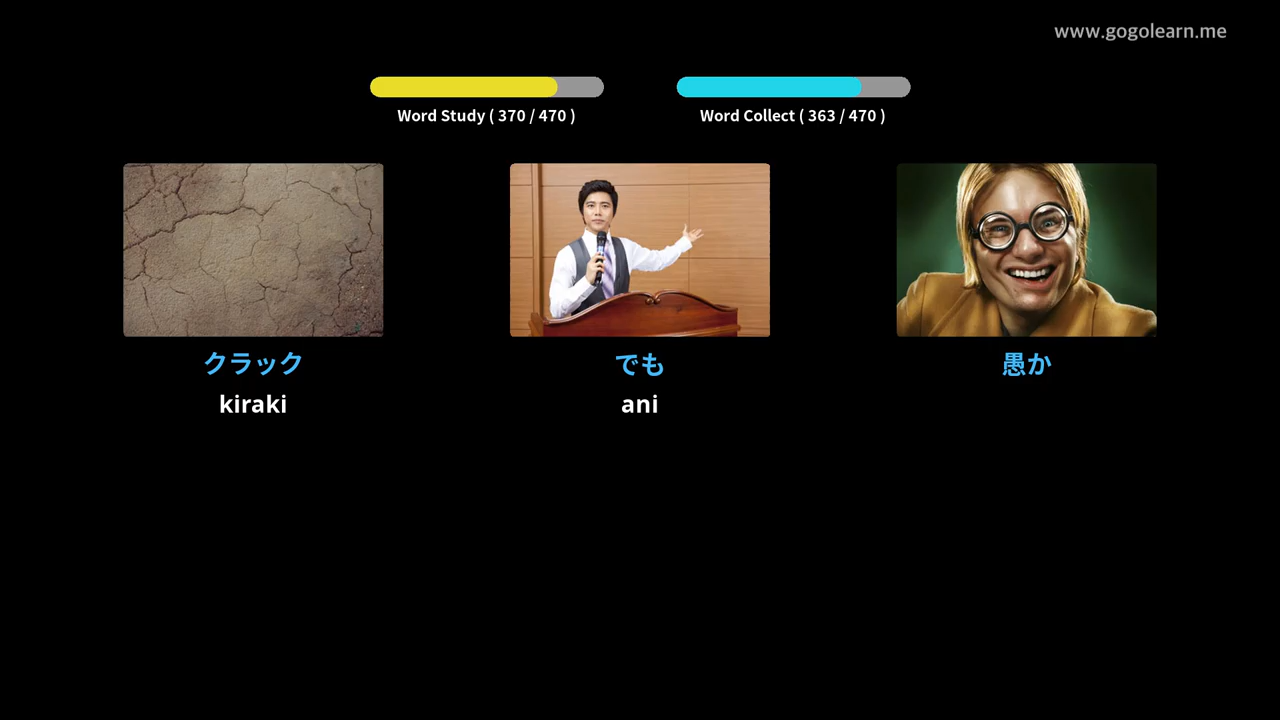 www.gogolearn.me
Word Study ( 370 / 470 )
Word Collect ( 363 / 470 )
クラック
でも
愚か
kiraki
ani